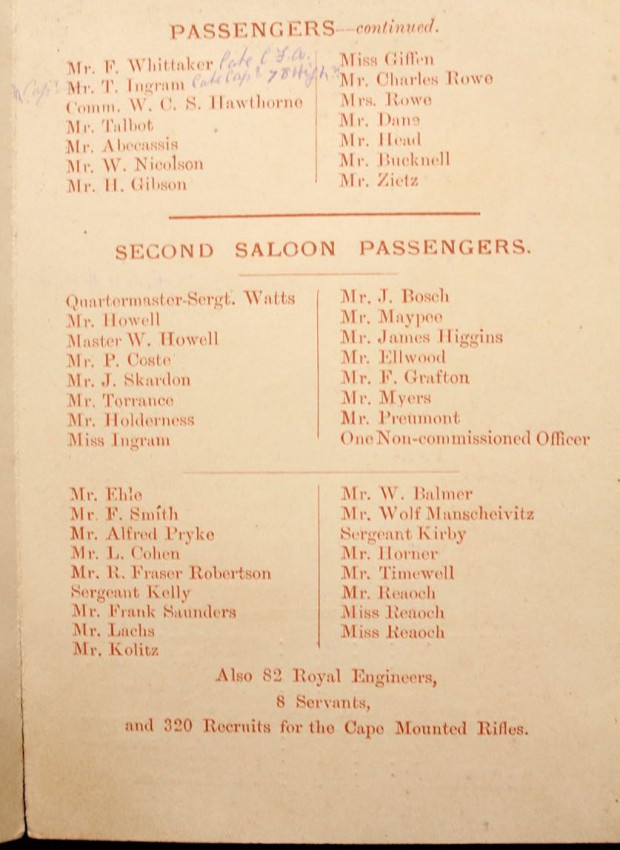 PASSENGERS—continued.
Mr. F. Whittaker late C F A.
Capt. Mr. T. Ingram late Capt. 78 High
Comm. W. C. S. Hawthorne
Mr. Talbot
Mr. Abecassis
Mr. W. Nicolson
Mr. H. Gibson
Miss Giffen
Mr. Charles Rowe
Mrs. Rowe
Mr. Dane
Mr. Head
Mr. Bucknell
Mr. Zietz
SECOND SALOON PASSENGERS.
Quartermaster-Sergt. Watts
Mr. Howell
Master W. Howell
Mr. P. Coste
Mr. J. Skardon
Mr. Torrance
Mr. Holderness
Miss Ingram
Mr. J. Bosch
Mr. Maypee
Mr. James Higgins
Mr. Ellwood
Mr. F. Grafton
Mr. Myers
Mr. Preumont
One Non-commissioned Officer
Mr. Ehle
Mr. F. Smith
Mr. Alfred Pryke
Mr. L. Cohen
Mr. R. Fraser Robertson
Sergeant Kelly
Mr. Frank Saunders
Mr. Lachs
Mr. Kolitz
Mr. W. Balmer
Mr. Wolf Manscheivitz
Sergeant Kirby
Mr. Horner
Mr. Timewell
Mr. Reaoch
Miss Reaoch
Miss Reaoch
Also 82 Royal Engineers,
8 Servants,
and 320 Recruits for the Cape Mounted Rifles.